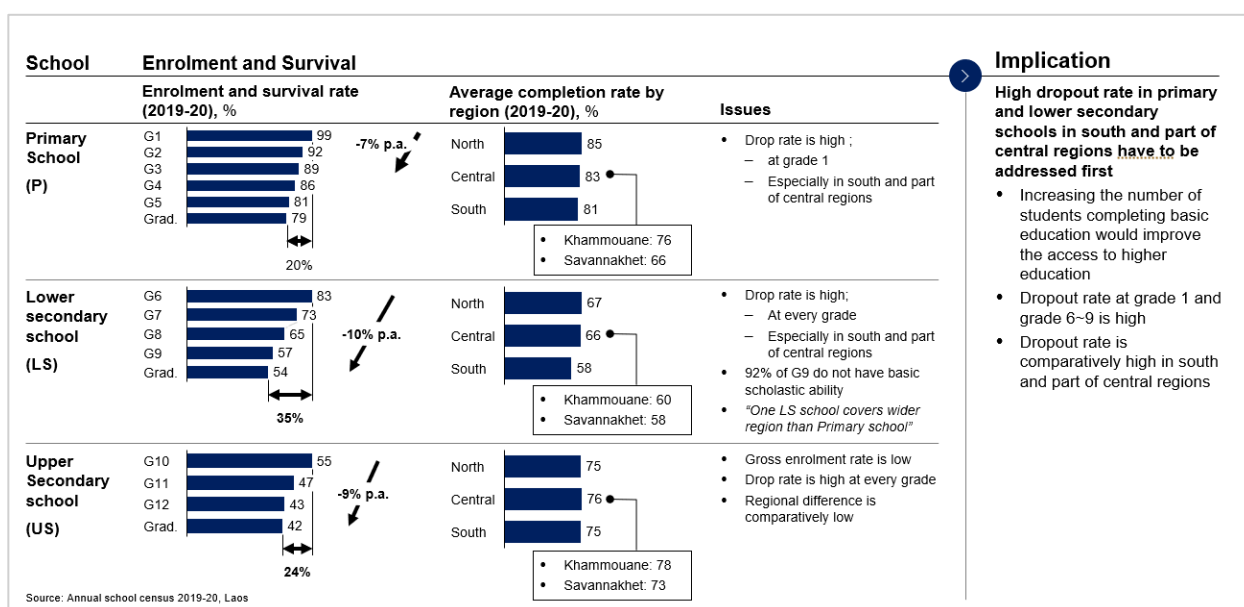 School
Enrolment and Survival
Implication
Enrolment and survival rate
(2019-20), %
Average completion rate by
region (2019-20), %
Issues
Primary
School
(P)
G1 99
G2 92
G3 89
G4 86
G5 81
Grad. 79
20%
-7% p.a.
North 85
Central 83
South 81
• Khammouane: 76
• Savannakhet: 66
• Drop rate is high ;
– at grade 1
– Especially in south and part
of central regions
Lower
secondary
school
(LS)
G6 83
G7 73
G8 65
G9 57
Grad. 54
35%
-10% p.a.
North 67
Central 66
South 58
• Khammouane: 60
• Savannakhet: 58
• Drop rate is high;
– At every grade
– Especially in south and part
of central regions
• 92% of G9 do not have basic
scholastic ability
• “One LS school covers wider
region than Primary school”
Upper
Secondary
school
(US)
G10 55
G11 47
G12 43
Grad. 42
24%
-9% p.a.
North 75
Central 76
South 75
• Khammouane: 78
• Savannakhet: 73
• Gross enrolment rate is low
• Drop rate is high at every grade
• Regional difference is
comparatively low
High dropout rate in primary
and lower secondary
schools in south and part of
central regions have to be
addressed first
• Increasing the number of
students completing basic
education would improve
the access to higher
education
• Dropout rate at grade 1 and
grade 6~9 is high
• Dropout rate is
comparatively high in south
and part of central regions
Source: Annual school census 2019-20, Laos